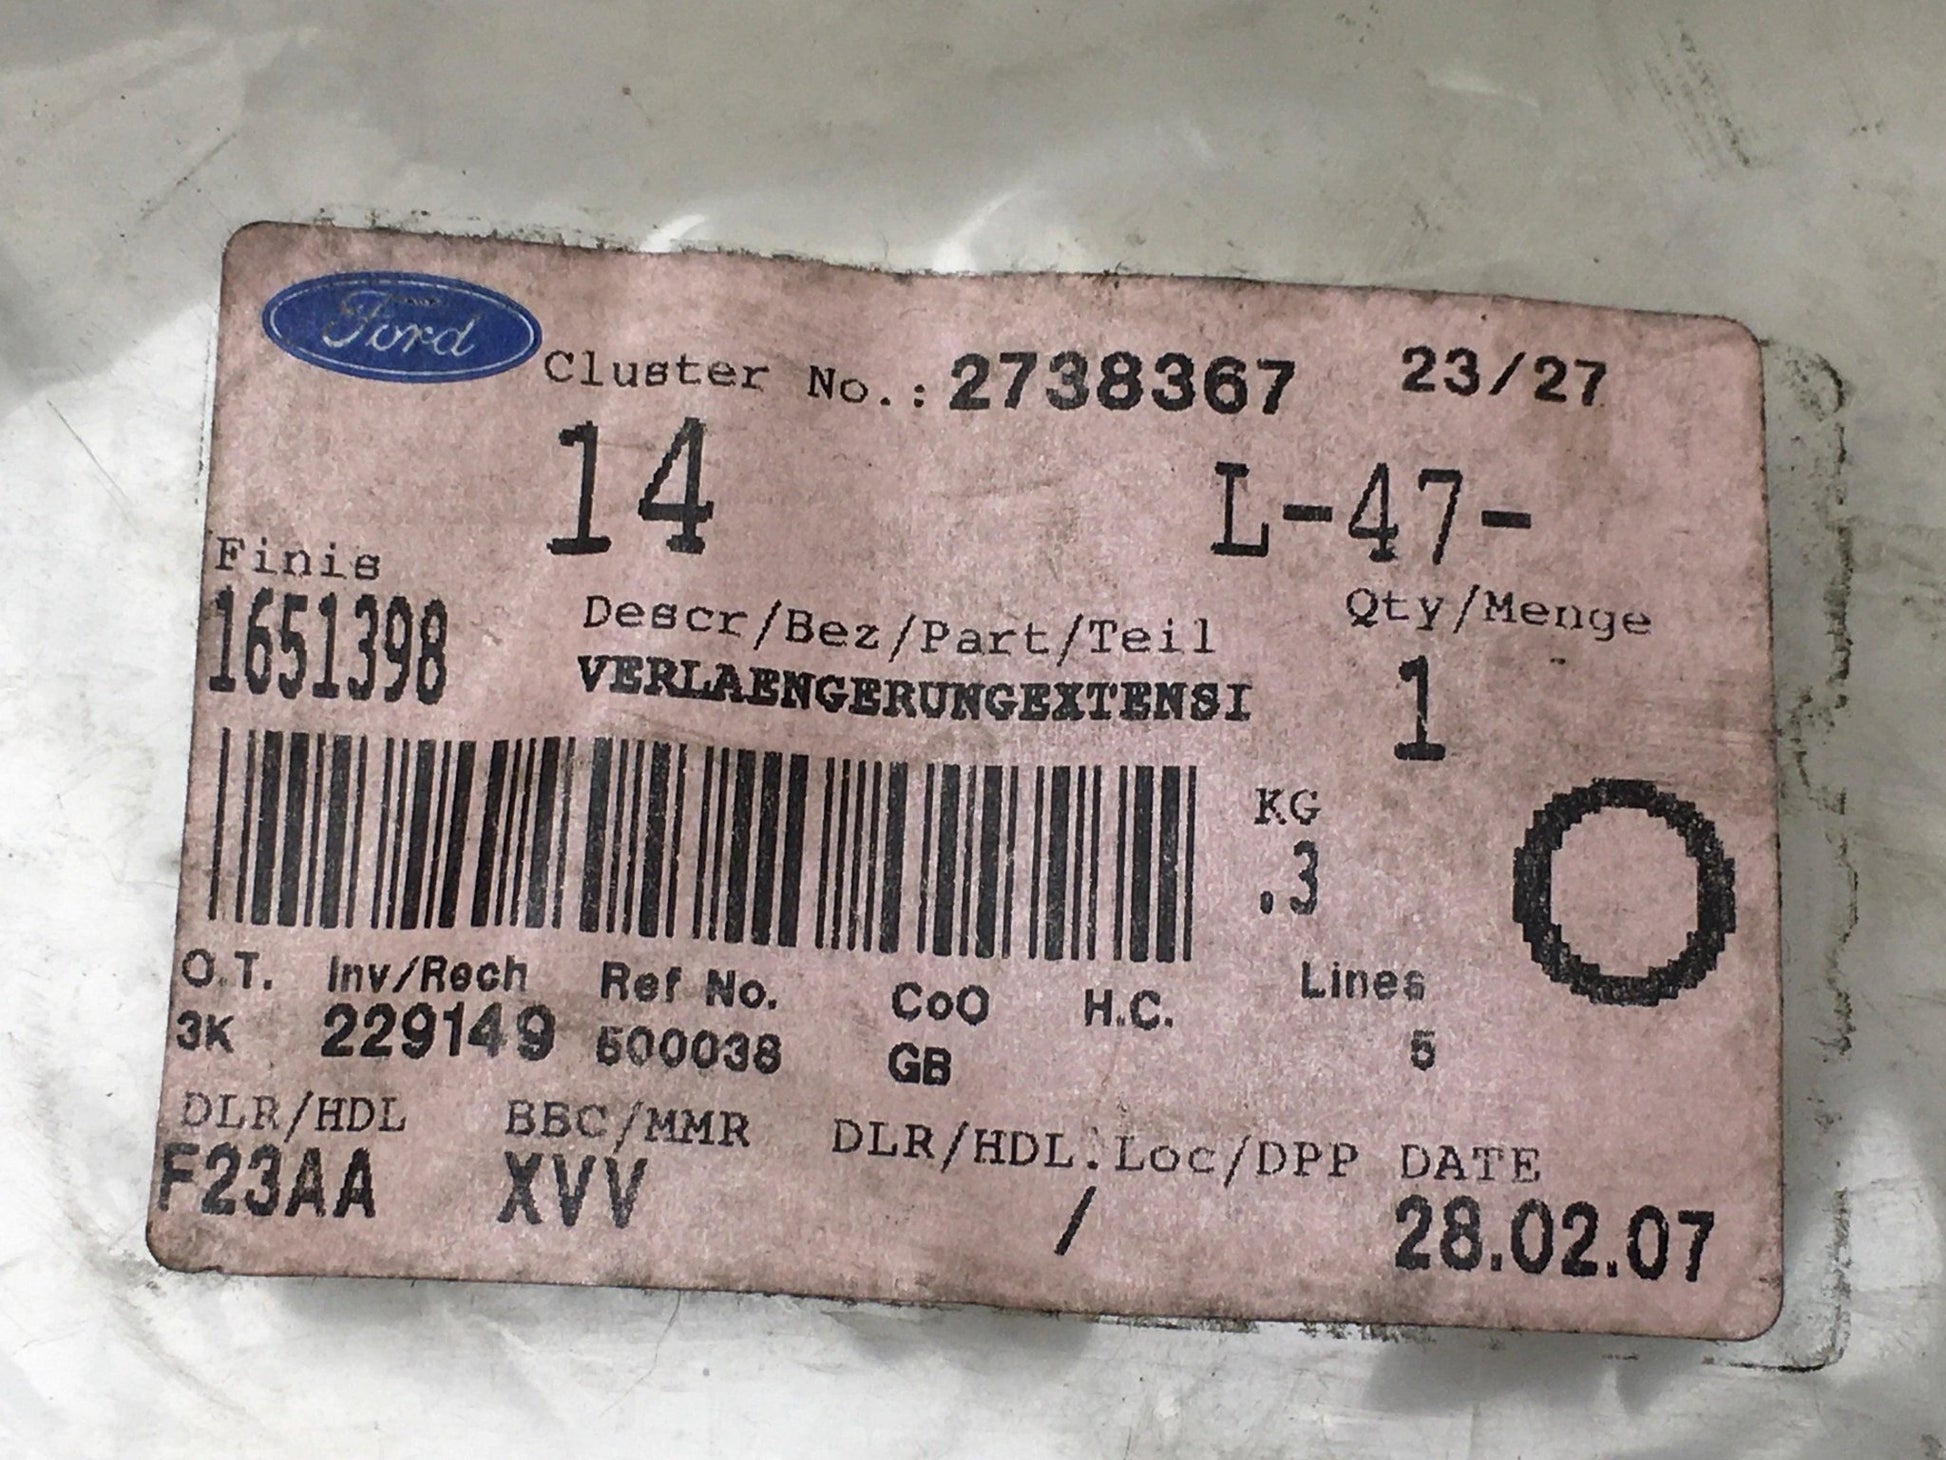 Ford
Cluster No.: 2738367 23/27
14 L-47-
Finis Descr/Bez/Part/Teil Qty/Menge
1651398 VERLAENGERUNGEXTENSI 1
KG
.3
O
O.T. Inv/Rech Ref No. CoO H.C. Lines
3K 229149 500038 GB 5
DLR/HDL BBC/MMR DLR/HDL.Loc/DPP DATE
F23AA XVV / 28.02.07